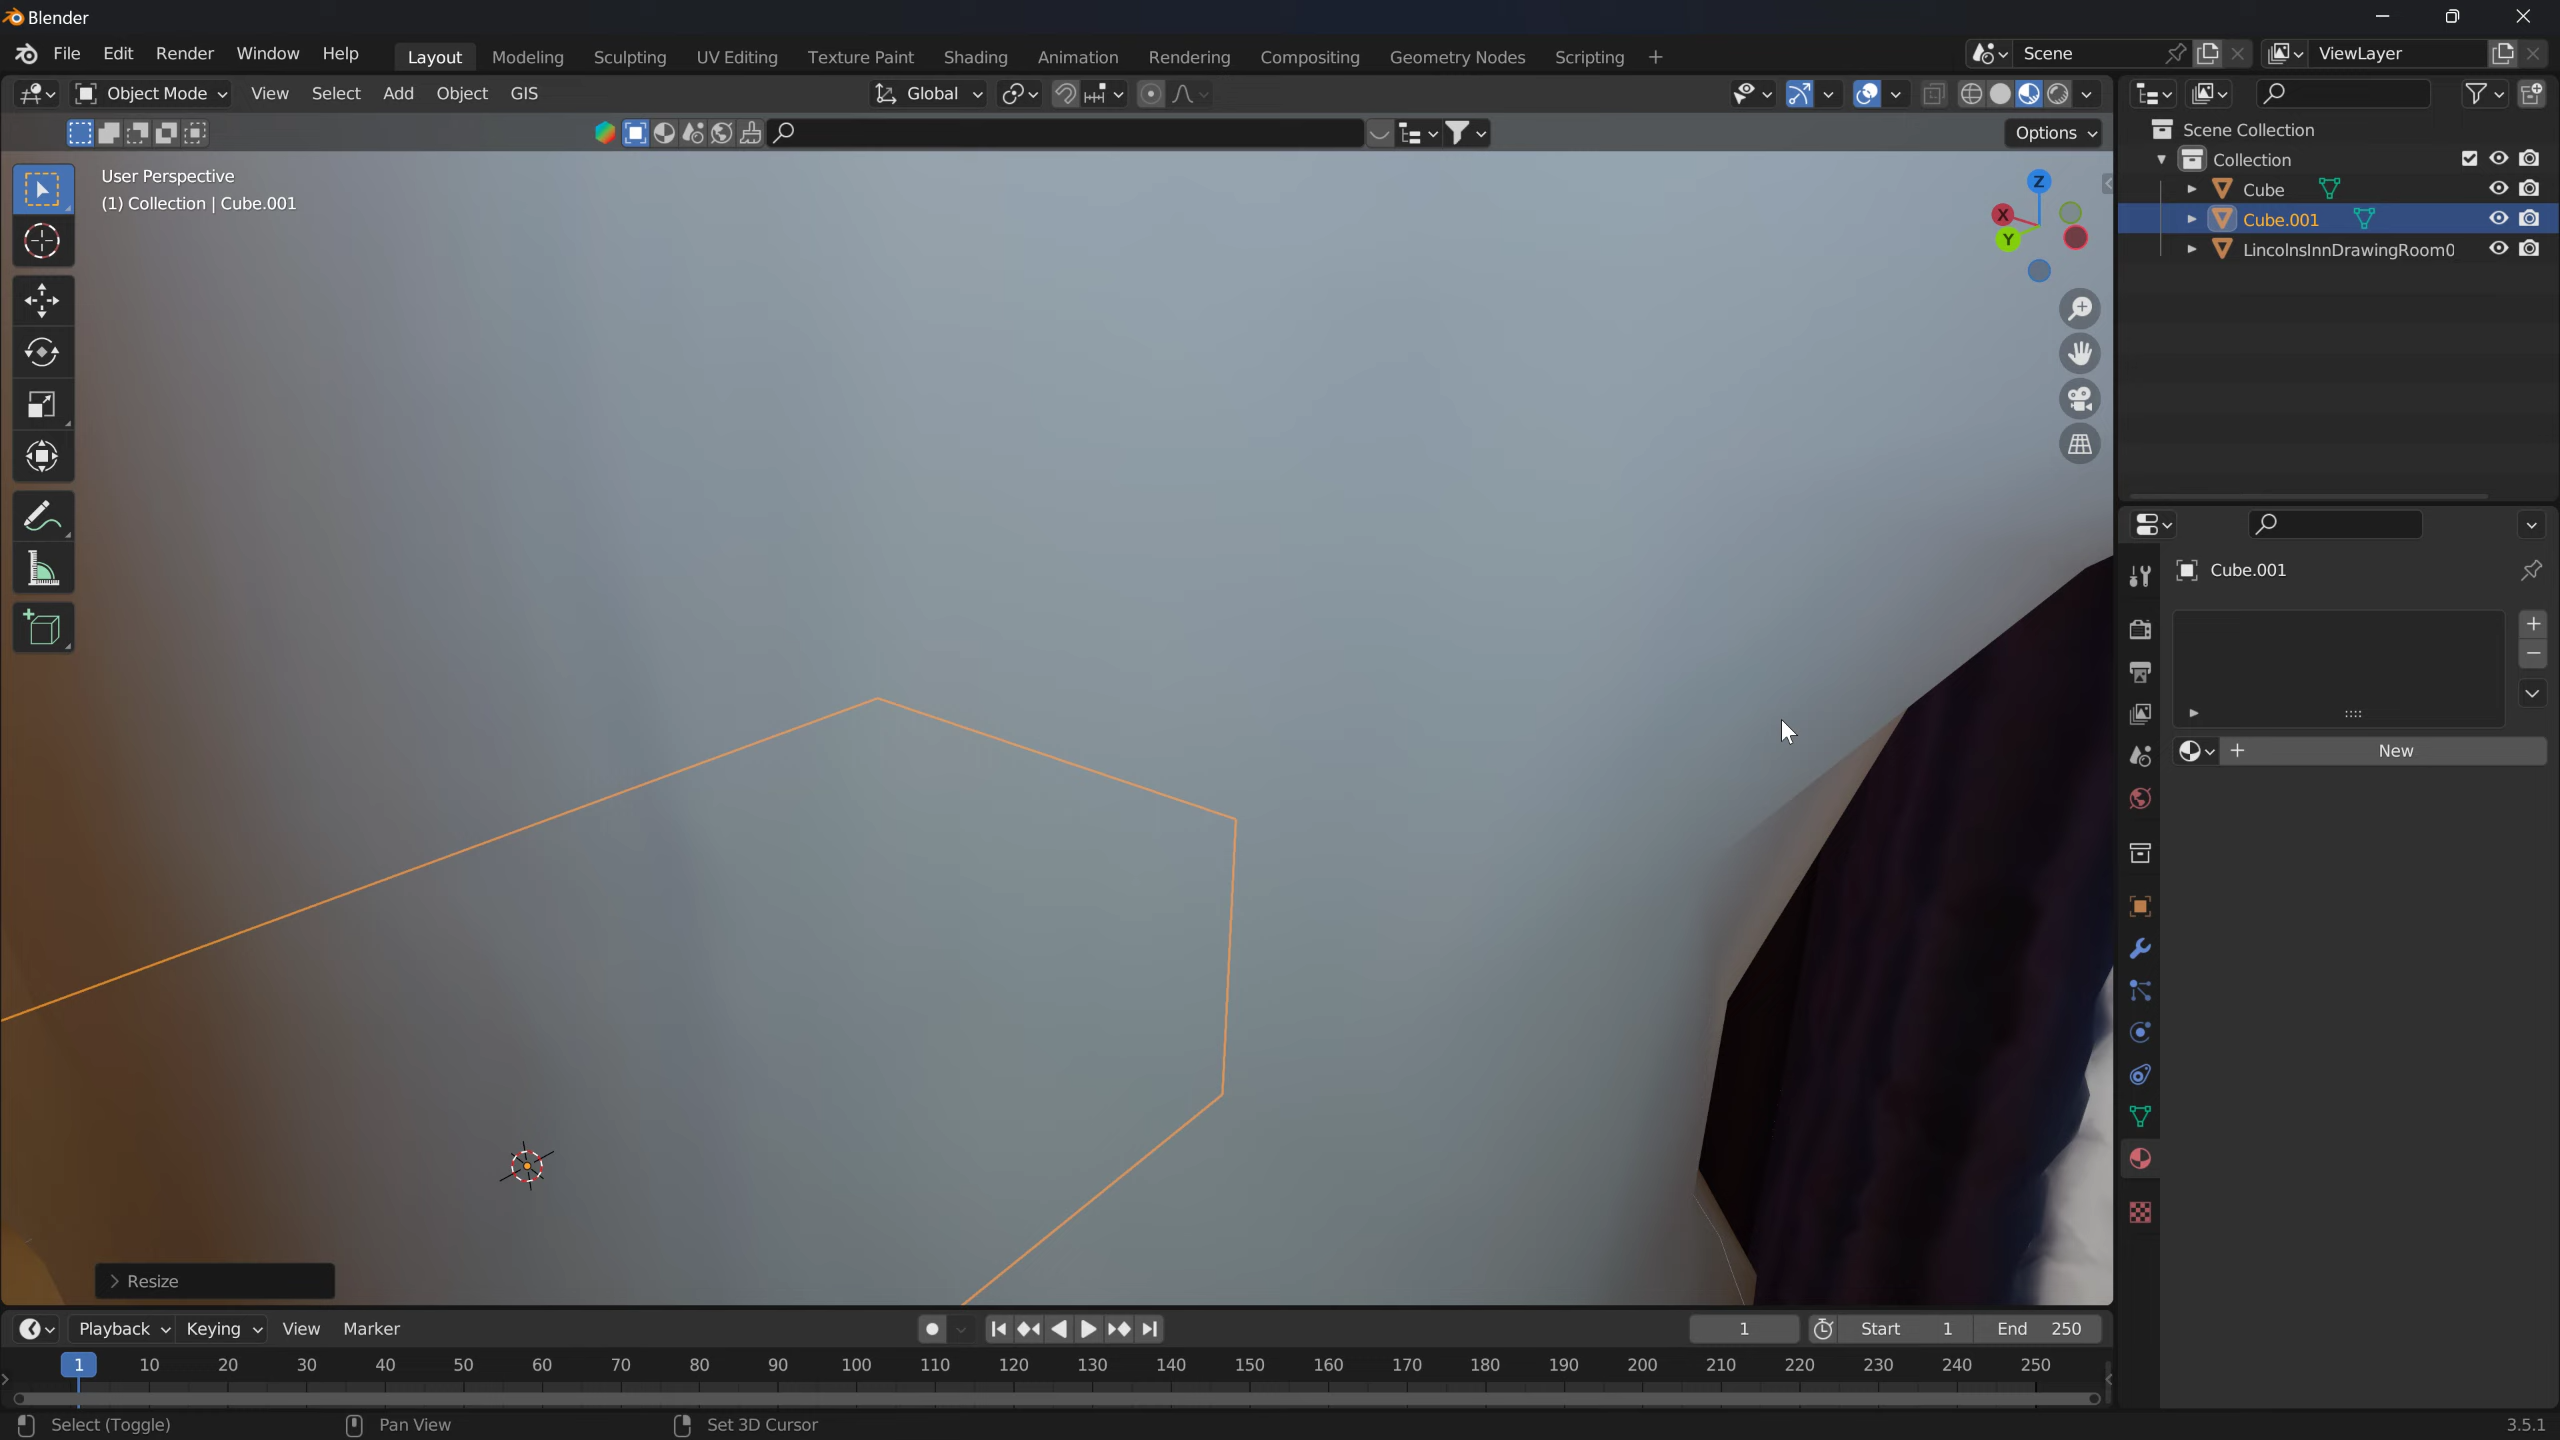 Blender
File Edit Render Window Help Layout Modeling Sculpting UV Editing Texture Paint Shading Animation Rendering Compositing Geometry Nodes Scripting + Scene ViewLayer
Object Mode View Select Add Object GIS Global
Options
User Perspective
(1) Collection | Cube.001
Z
X
Y
Scene Collection
Collection
Cube
Cube.001
LincolnsInnDrawingRoom0
Cube.001
New
Resize
Playback Keying View Marker 1 Start 1 End 250
1 10 20 30 40 50 60 70 80 90 100 110 120 130 140 150 160 170 180 190 200 210 220 230 240 250
Select (Toggle) Pan View Set 3D Cursor 3.5.1